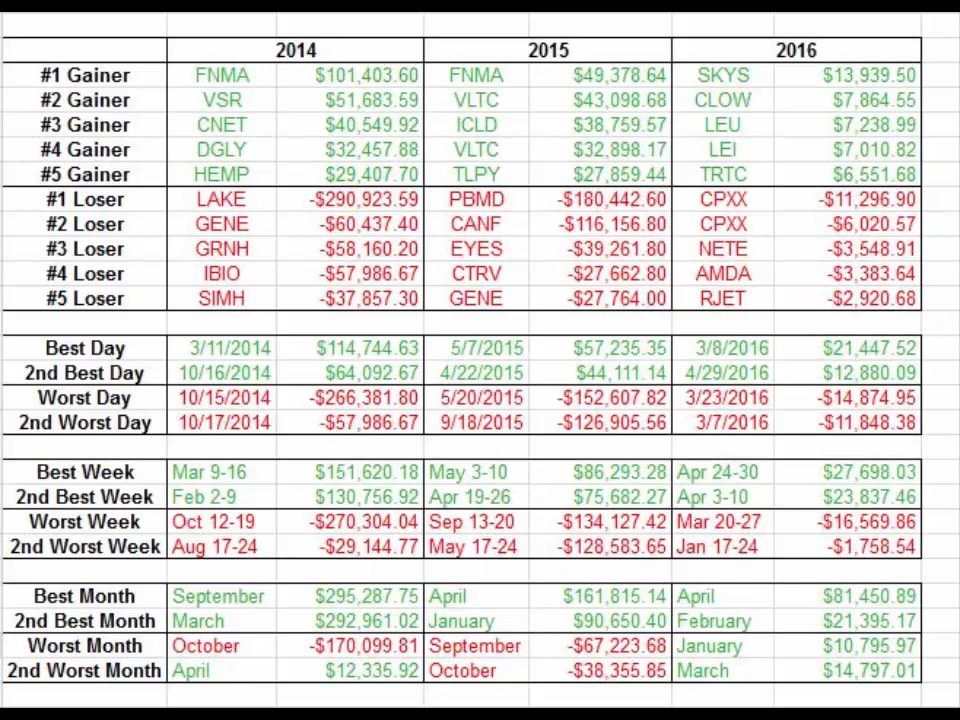 2014 2015 2016
#1 Gainer FNMA $101,403.60 FNMA $49,378.64 SKYS $13,939.50
#2 Gainer VSR $51,683.59 VLTC $43,098.68 CLOW $7,864.55
#3 Gainer CNET $40,549.92 ICLD $38,759.57 LEU $7,238.99
#4 Gainer DGLY $32,457.88 VLTC $32,898.17 LEI $7,010.82
#5 Gainer HEMP $29,407.70 TLPY $27,859.44 TRTC $6,551.68
#1 Loser LAKE -$290,923.59 PBMD -$180,442.60 CPXX -$11,296.90
#2 Loser GENE -$60,437.40 CANF -$116,156.80 CPXX -$6,020.57
#3 Loser GRNH -$58,160.20 EYES -$39,261.80 NETE -$3,548.91
#4 Loser IBIO -$57,986.67 CTRV -$27,662.80 AMDA -$3,383.64
#5 Loser SIMH -$37,857.30 GENE -$27,764.00 RJET -$2,920.68
Best Day 3/11/2014 $114,744.63 5/7/2015 $57,235.35 3/8/2016 $21,447.52
2nd Best Day 10/16/2014 $64,092.67 4/22/2015 $44,111.14 4/29/2016 $12,880.09
Worst Day 10/15/2014 -$266,381.80 5/20/2015 -$152,607.82 3/23/2016 -$14,874.95
2nd Worst Day 10/17/2014 -$57,986.67 9/18/2015 -$126,905.56 3/7/2016 -$11,848.38
Best Week Mar 9-16 $151,620.18 May 3-10 $86,293.28 Apr 24-30 $27,698.03
2nd Best Week Feb 2-9 $130,756.92 Apr 19-26 $75,682.27 Apr 3-10 $23,837.46
Worst Week Oct 12-19 -$270,304.04 Sep 13-20 -$134,127.42 Mar 20-27 -$16,569.86
2nd Worst Week Aug 17-24 -$29,144.77 May 17-24 -$128,583.65 Jan 17-24 -$1,758.54
Best Month September $295,287.75 April $161,815.14 April $81,450.89
2nd Best Month March $292,961.02 January $90,650.40 February $21,395.17
Worst Month October -$170,099.81 September -$67,223.68 January $10,795.97
2nd Worst Month April $12,335.92 October -$38,355.85 March $14,797.01